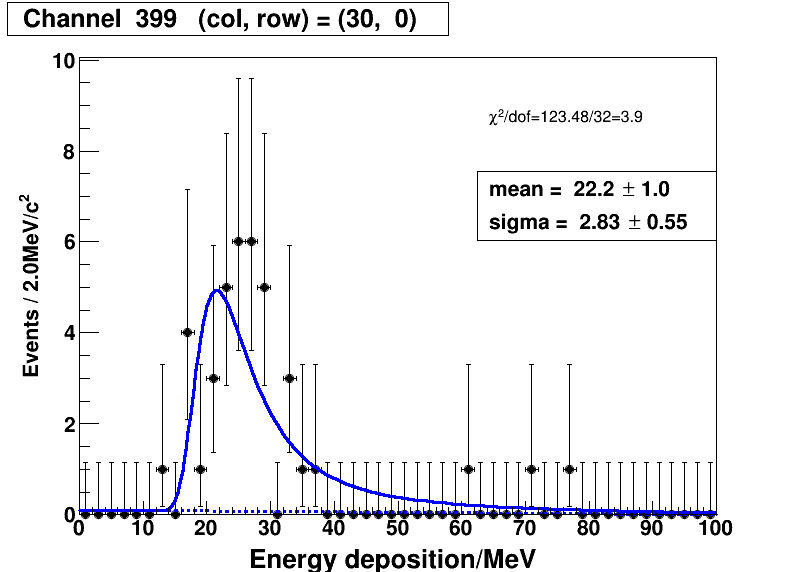 Channel 399 (col, row) = (30, 0)
χ²/dof=123.48/32=3.9
mean = 22.2 ± 1.0
sigma = 2.83 ± 0.55
Events / 2.0MeV/c²
10
8
6
4
2
0
0 10 20 30 40 50 60 70 80 90 100
Energy deposition/MeV